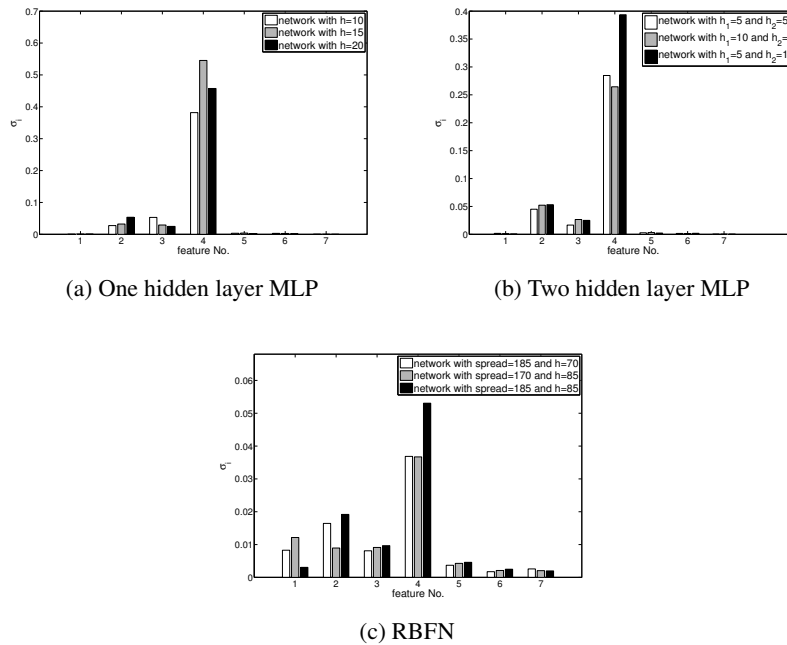 0.7
0.6
0.5
0.4
0.3
0.2
0.1
0
σi
network with h=10
network with h=15
network with h=20
1 2 3 4 5 6 7
feature No.
(a) One hidden layer MLP
0.4
0.35
0.3
0.25
0.2
0.15
0.1
0.05
0
σi
network with h1=5 and h2=5
network with h1=10 and h2=
network with h1=5 and h2=1
1 2 3 4 5 6 7
feature No.
(b) Two hidden layer MLP
0.06
0.05
0.04
0.03
0.02
0.01
0
σi
network with spread=185 and h=70
network with spread=170 and h=85
network with spread=185 and h=85
1 2 3 4 5 6 7
feature No.
(c) RBFN